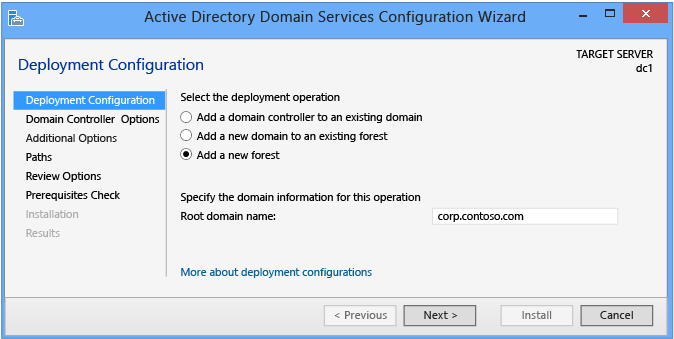 Active Directory Domain Services Configuration Wizard
Deployment Configuration
TARGET SERVER
dc1
Deployment Configuration
Domain Controller Options
Additional Options
Paths
Review Options
Prerequisites Check
Installation
Results
Select the deployment operation
Add a domain controller to an existing domain
Add a new domain to an existing forest
Add a new forest
Specify the domain information for this operation
Root domain name: corp.contoso.com
More about deployment configurations
< Previous Next > Install Cancel